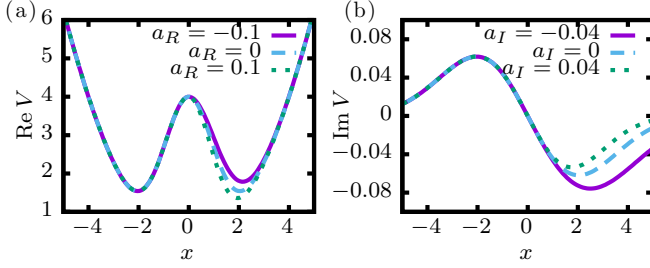 (a)
Re V
6
5
4
3
2
1
a_R = −0.1
a_R = 0
a_R = 0.1
−4 −2 0 2 4
x
(b)
Im V
0.08
0.04
0
−0.04
−0.08
a_I = −0.04
a_I = 0
a_I = 0.04
−4 −2 0 2 4
x